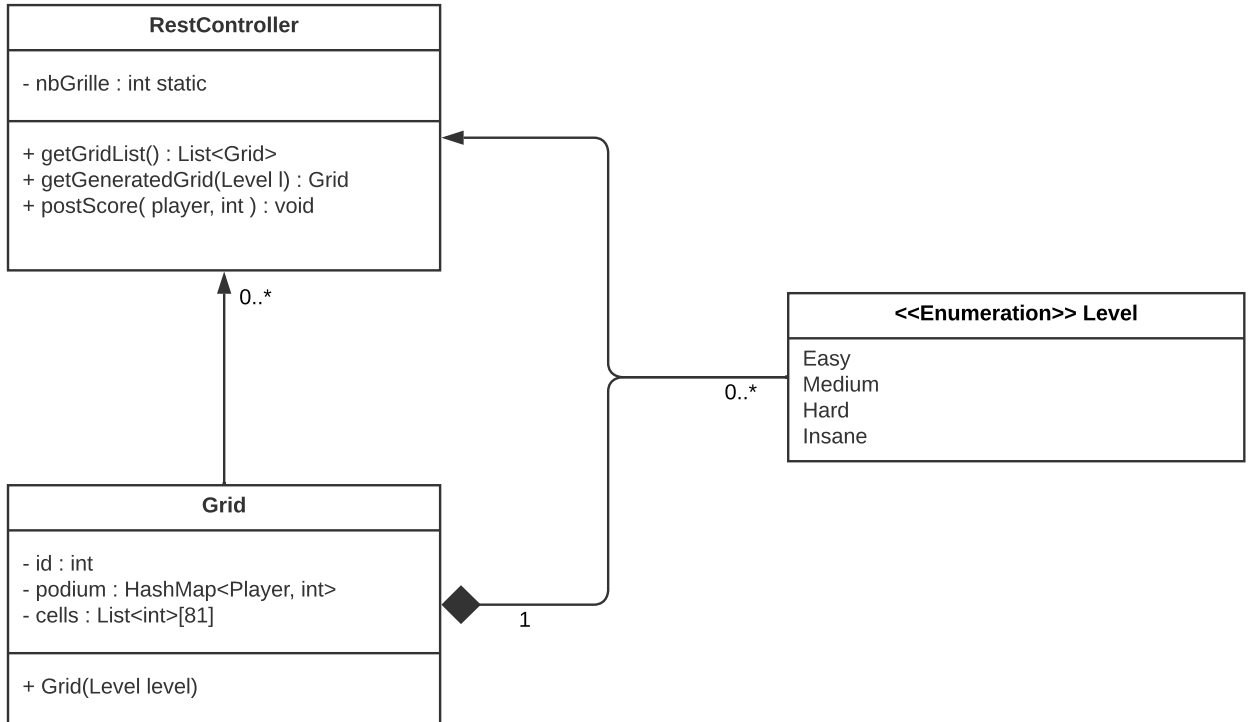 RestController
- nbGrille : int static
+ getGridList() : List<Grid>
+ getGeneratedGrid(Level l) : Grid
+ postScore( player, int ) : void
0..*
<<Enumeration>> Level
Easy
Medium
Hard
Insane
0..*
Grid
- id : int
- podium : HashMap<Player, int>
- cells : List<int>[81]
1
+ Grid(Level level)